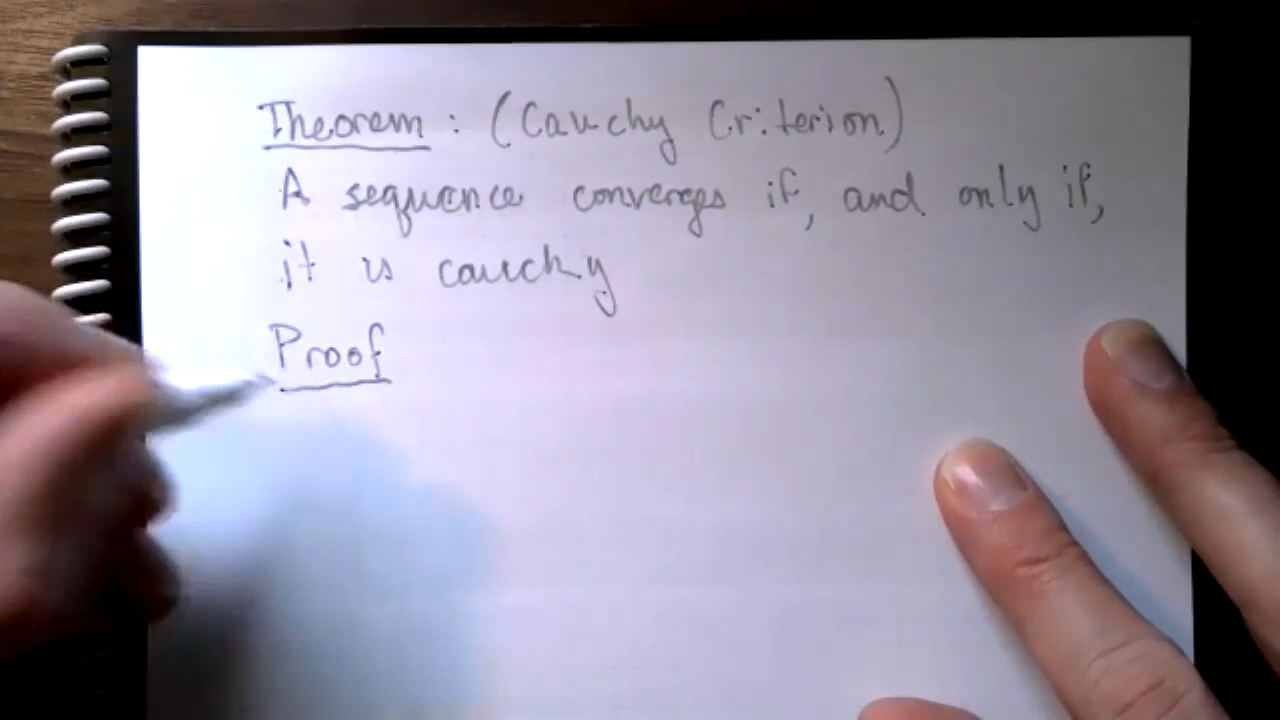 Theorem : (Cauchy Criterion)
A sequence converges if, and only if,
it is cauchy
Proof